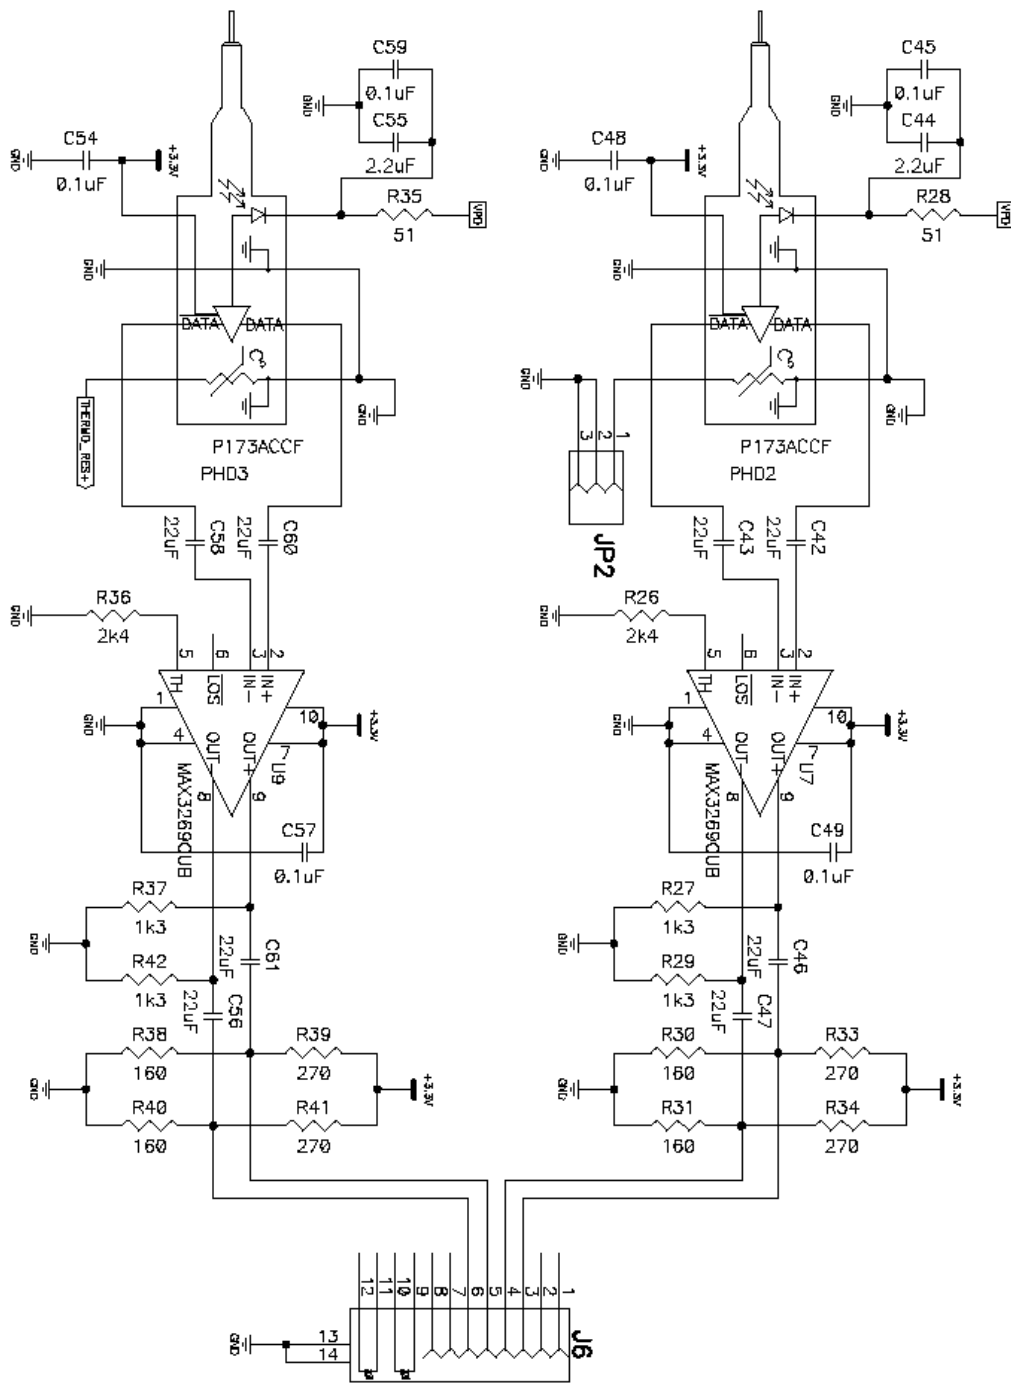 C59
0.1uF
GND
C55
2.2uF
C54
GND
0.1uF
+3.3V
R35
51
VPD
GND
DATA
DATA
C°
THERMO_RES+
GND
P173ACCF
PHD3
C45
0.1uF
GND
C44
2.2uF
C48
GND
0.1uF
+3.3V
R28
51
VPD
GND
DATA
DATA
C°
GND
GND
3
2
1
JP2
P173ACCF
PHD2
22uF
C58
22uF
C60
22uF
C43
22uF
C42
R36
GND
2k4
5
6
3
2
TH
LOS
IN-
IN+
1
10
GND
+3.3V
4
OUT-
OUT+
7
U9
8
9
MAX3269CUB
C57
0.1uF
R26
GND
2k4
5
6
3
2
TH
LOS
IN-
IN+
1
10
GND
+3.3V
4
OUT-
OUT+
7
U7
8
9
MAX3269CUB
C49
0.1uF
R37
1k3
GND
22uF
C61
R42
1k3
22uF
C56
R38
160
R39
270
GND
+3.3V
R40
160
R41
270
R27
1k3
GND
22uF
C46
R29
1k3
22uF
C47
R30
160
R33
270
GND
+3.3V
R31
160
R34
270
12
11
10
9
8
7
6
5
4
3
2
1
GND
13
14
J6